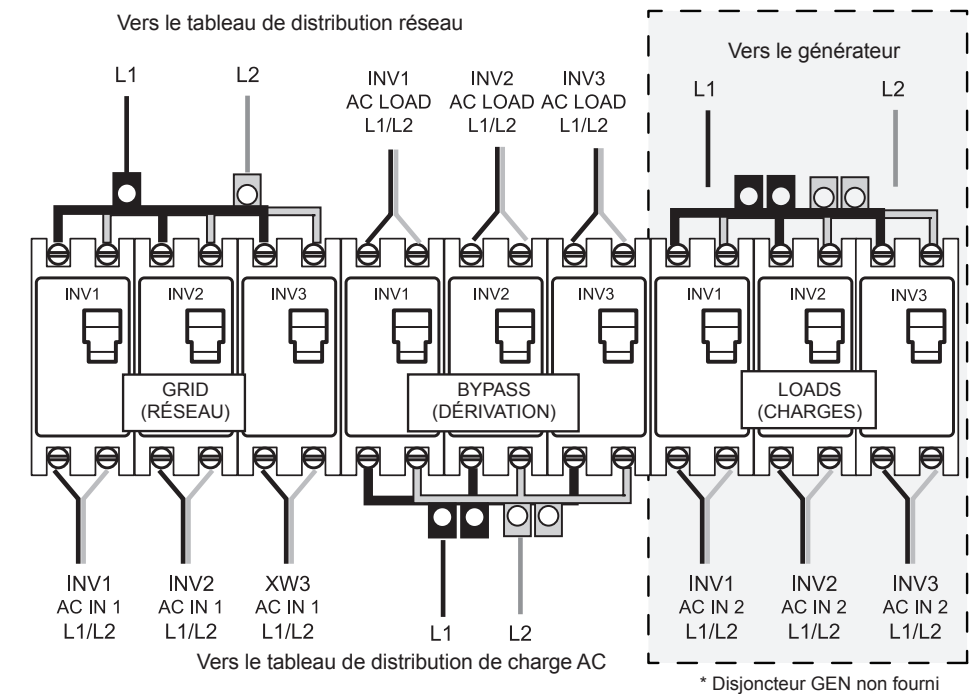 Vers le tableau de distribution réseau
L1
L2
INV1
AC LOAD
L1/L2
INV2
AC LOAD
L1/L2
INV3
AC LOAD
L1/L2
Vers le générateur
L1
L2
INV1
INV2
INV3
GRID
(RÉSEAU)
INV1
INV2
INV3
BYPASS
(DÉRIVATION)
INV1
INV2
INV3
LOADS
(CHARGES)
INV1
AC IN 1
L1/L2
INV2
AC IN 1
L1/L2
XW3
AC IN 1
L1/L2
L1
L2
Vers le tableau de distribution de charge AC
INV1
AC IN 2
L1/L2
INV2
AC IN 2
L1/L2
INV3
AC IN 2
L1/L2
* Disjoncteur GEN non fourni